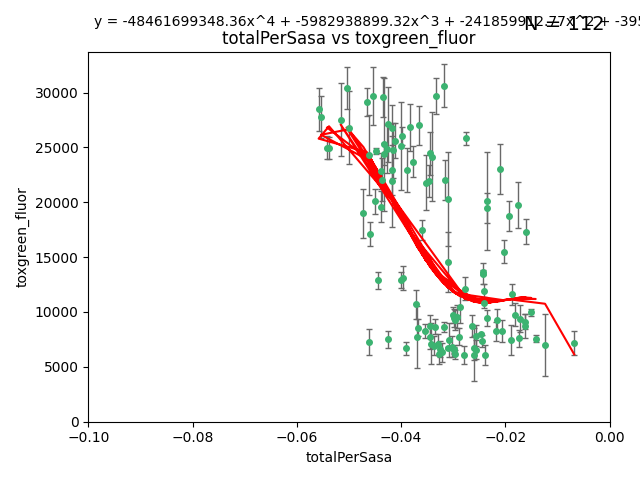 y = -48461699348.36x^4 + -5982938899.32x^3 +
N = 112
totalPerSasa vs toxgreen_fluor
toxgreen_fluor
30000
25000
20000
15000
10000
5000
0
−0.10 −0.08 −0.06 −0.04 −0.02 0.00
totalPerSasa